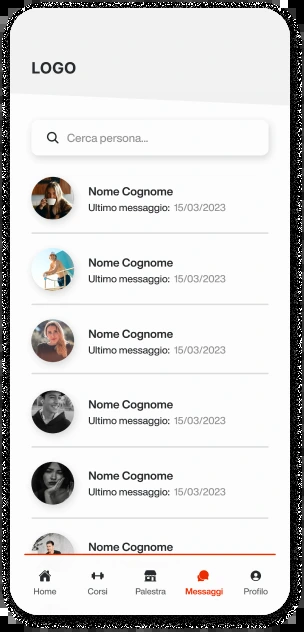 LOGO
Cerca persona...
Nome Cognome
Ultimo messaggio: 15/03/2023
Nome Cognome
Ultimo messaggio: 15/03/2023
Nome Cognome
Ultimo messaggio: 15/03/2023
Nome Cognome
Ultimo messaggio: 15/03/2023
Nome Cognome
Ultimo messaggio: 15/03/2023
Nome Cognome
Home Corsi Palestra Messaggi Profilo